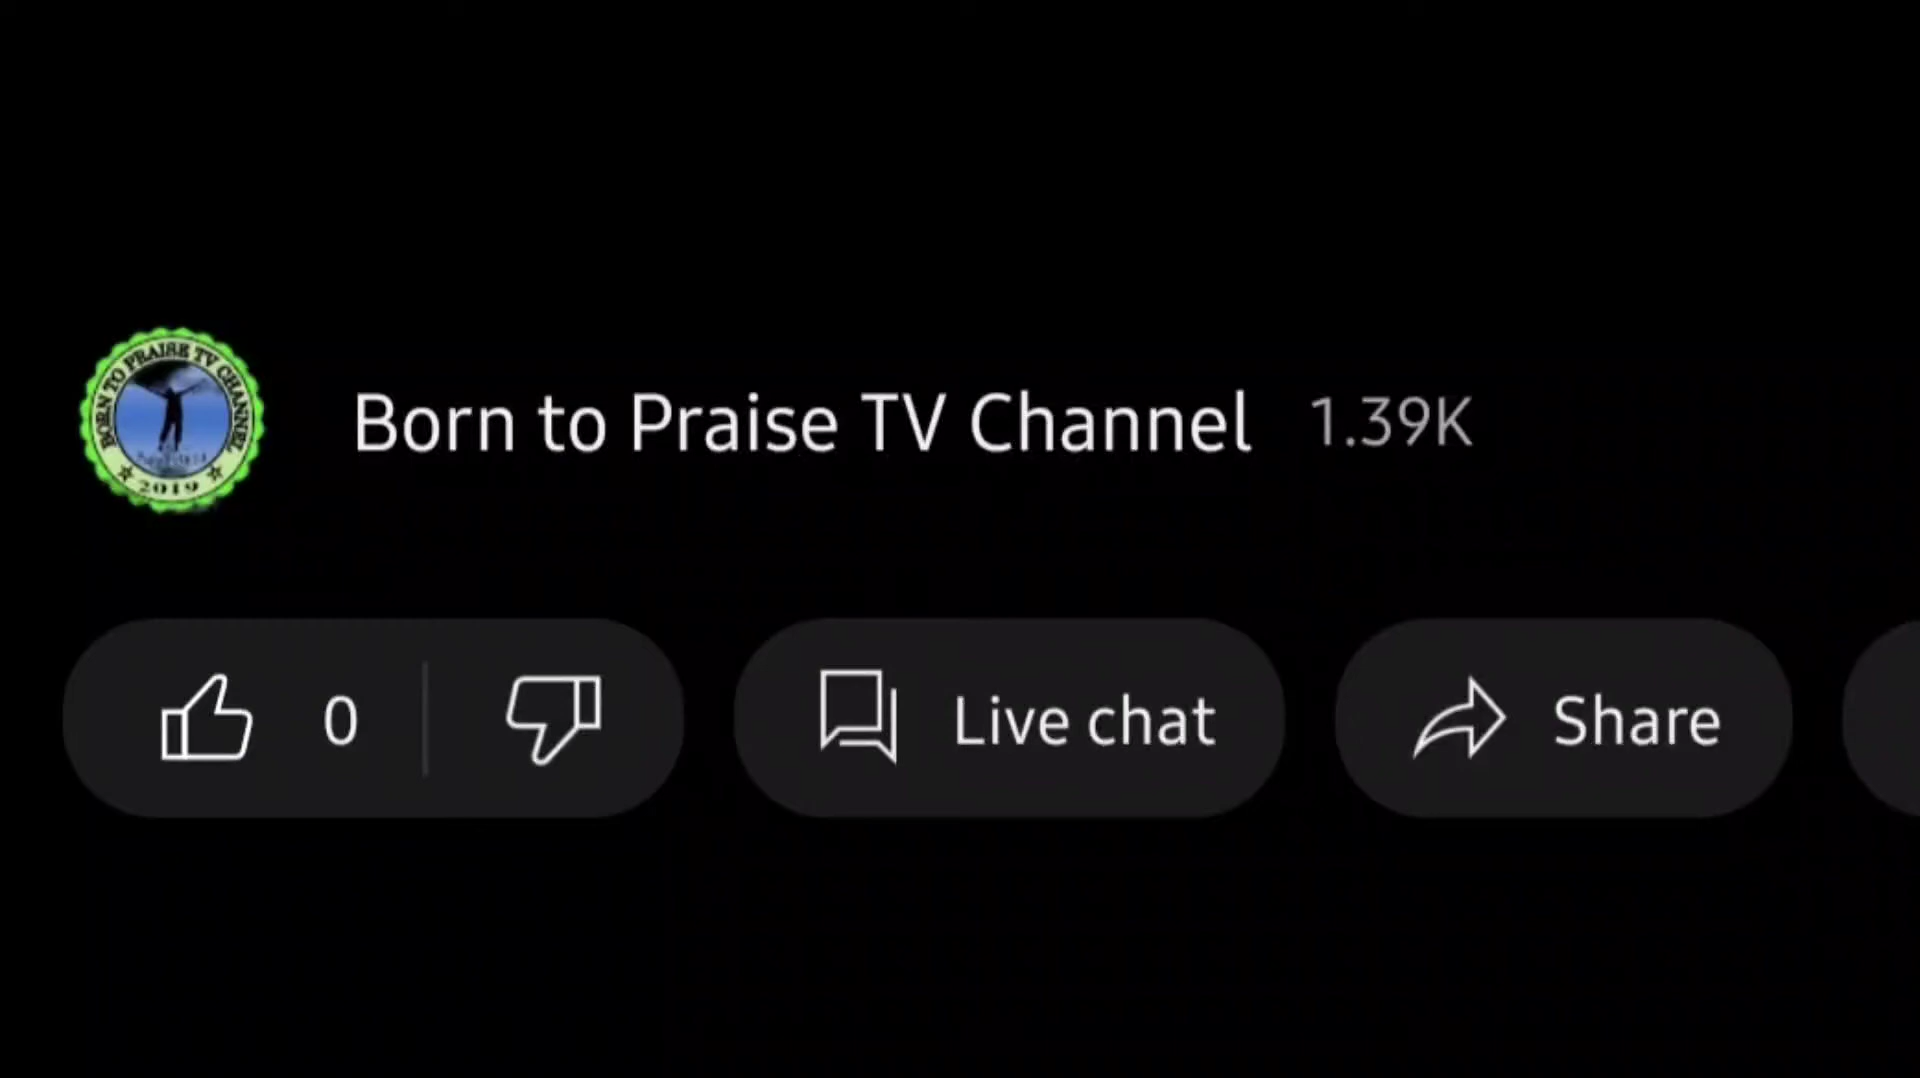 BORN TO PRAISE TV CHANNEL
2019
Born to Praise TV Channel 1.39K
0 Live chat Share